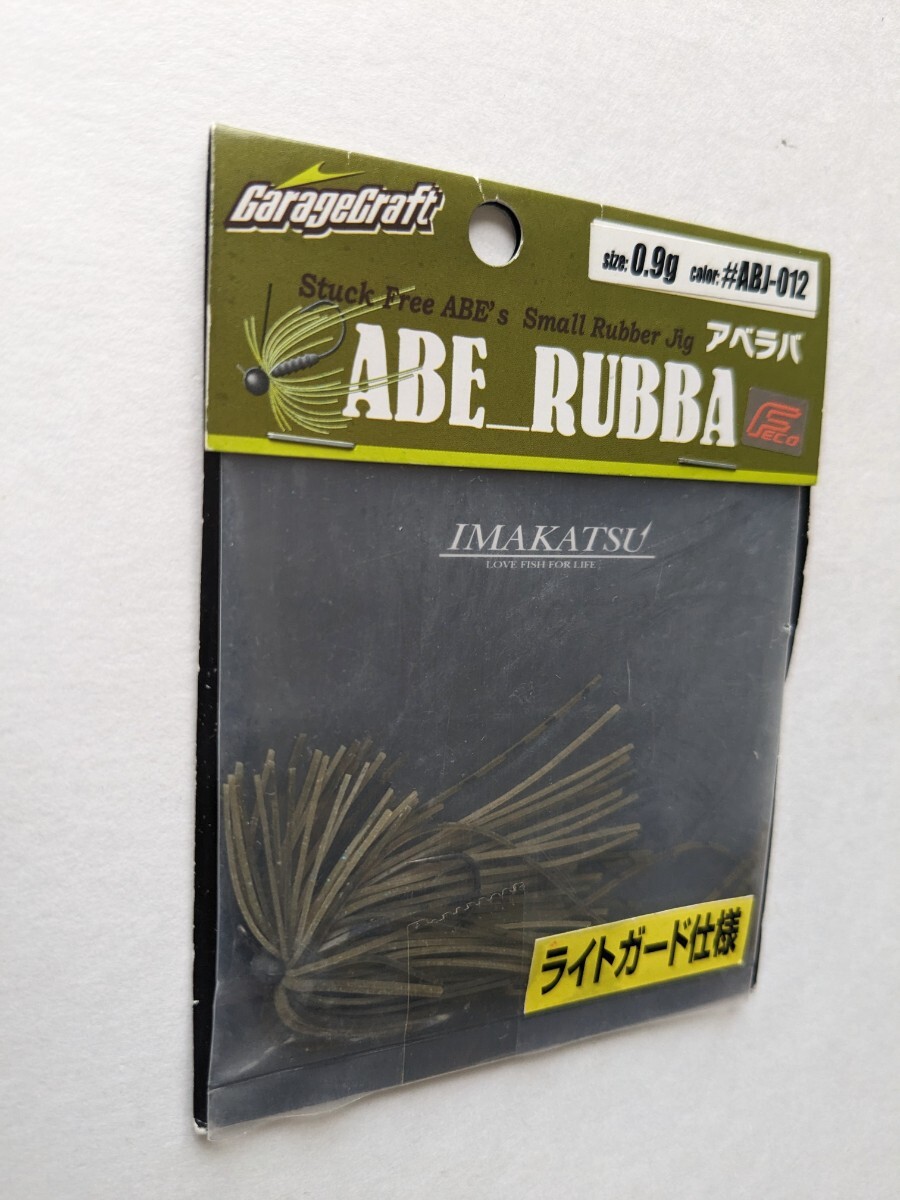 GarageCraft
size: 0.9g color: #ABJ-012
Stuck Free ABE's Small Rubber Jig
アベラバ
ABE_RUBBA
FECO
IMAKATSU
LOVE FISH FOR LIFE
ライトガード仕様